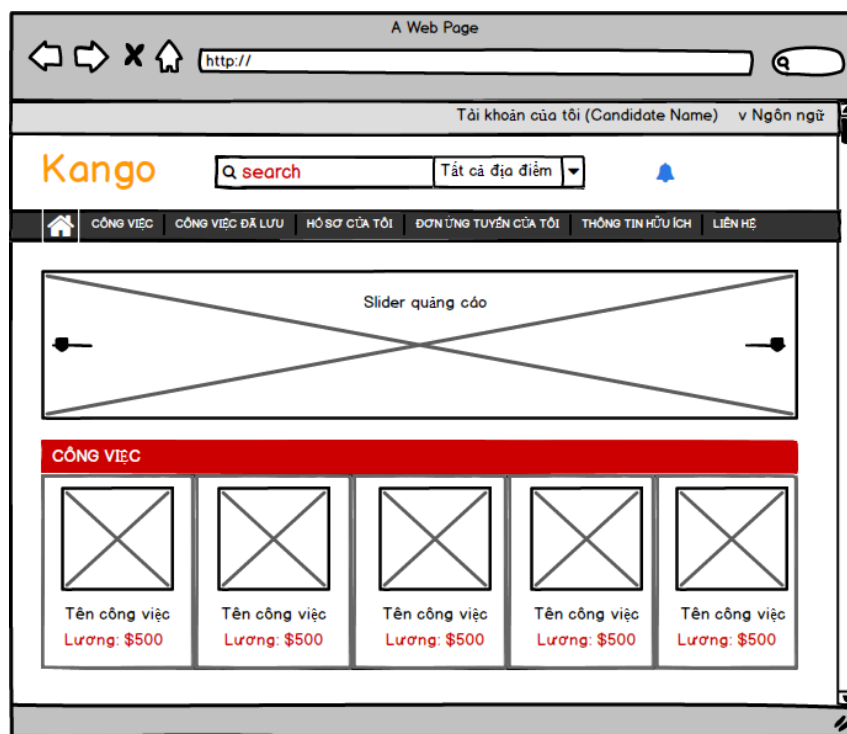 A Web Page
http://
Tài khoản của tôi (Candidate Name) v Ngôn ngữ
Kango search Tất cả địa điểm
CÔNG VIỆC CÔNG VIỆC ĐÃ LƯU HỒ SƠ CỦA TÔI ĐƠN ỨNG TUYỂN CỦA TÔI THÔNG TIN HỮU ÍCH LIÊN HỆ
Slider quảng cáo
CÔNG VIỆC
Tên công việc Tên công việc Tên công việc Tên công việc Tên công việc
Lương: $500 Lương: $500 Lương: $500 Lương: $500 Lương: $500